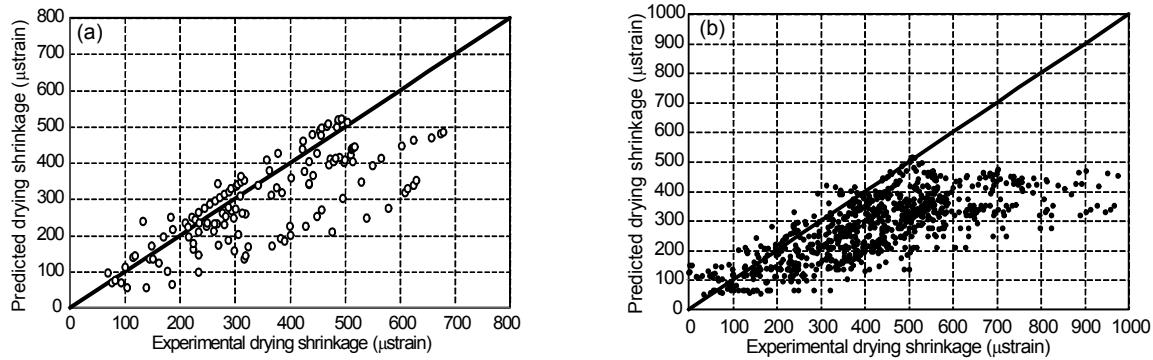 (a)
Predicted drying shrinkage (μstrain)
800
700
600
500
400
300
200
100
0
0 100 200 300 400 500 600 700 800
Experimental drying shrinkage (μstrain)
(b)
Predicted drying shrinkage (μstrain)
1000
900
800
700
600
500
400
300
200
100
0
0 100 200 300 400 500 600 700 800 900 1000
Experimental drying shrinkage (μstrain)